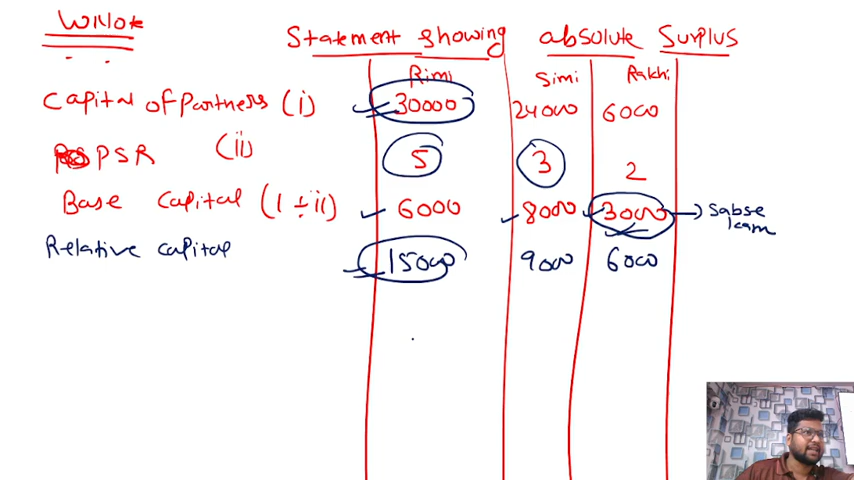 W.Note
Statement showing absolute Surplus
Rimi Simi Rakhi
Capital of Partners (i) 30000 24000 6000
PSR (ii) 5 3 2
Base Capital (I ÷ ii) 6000 8000 3000 → Sabse kam
Relative capital 15000 9000 6000